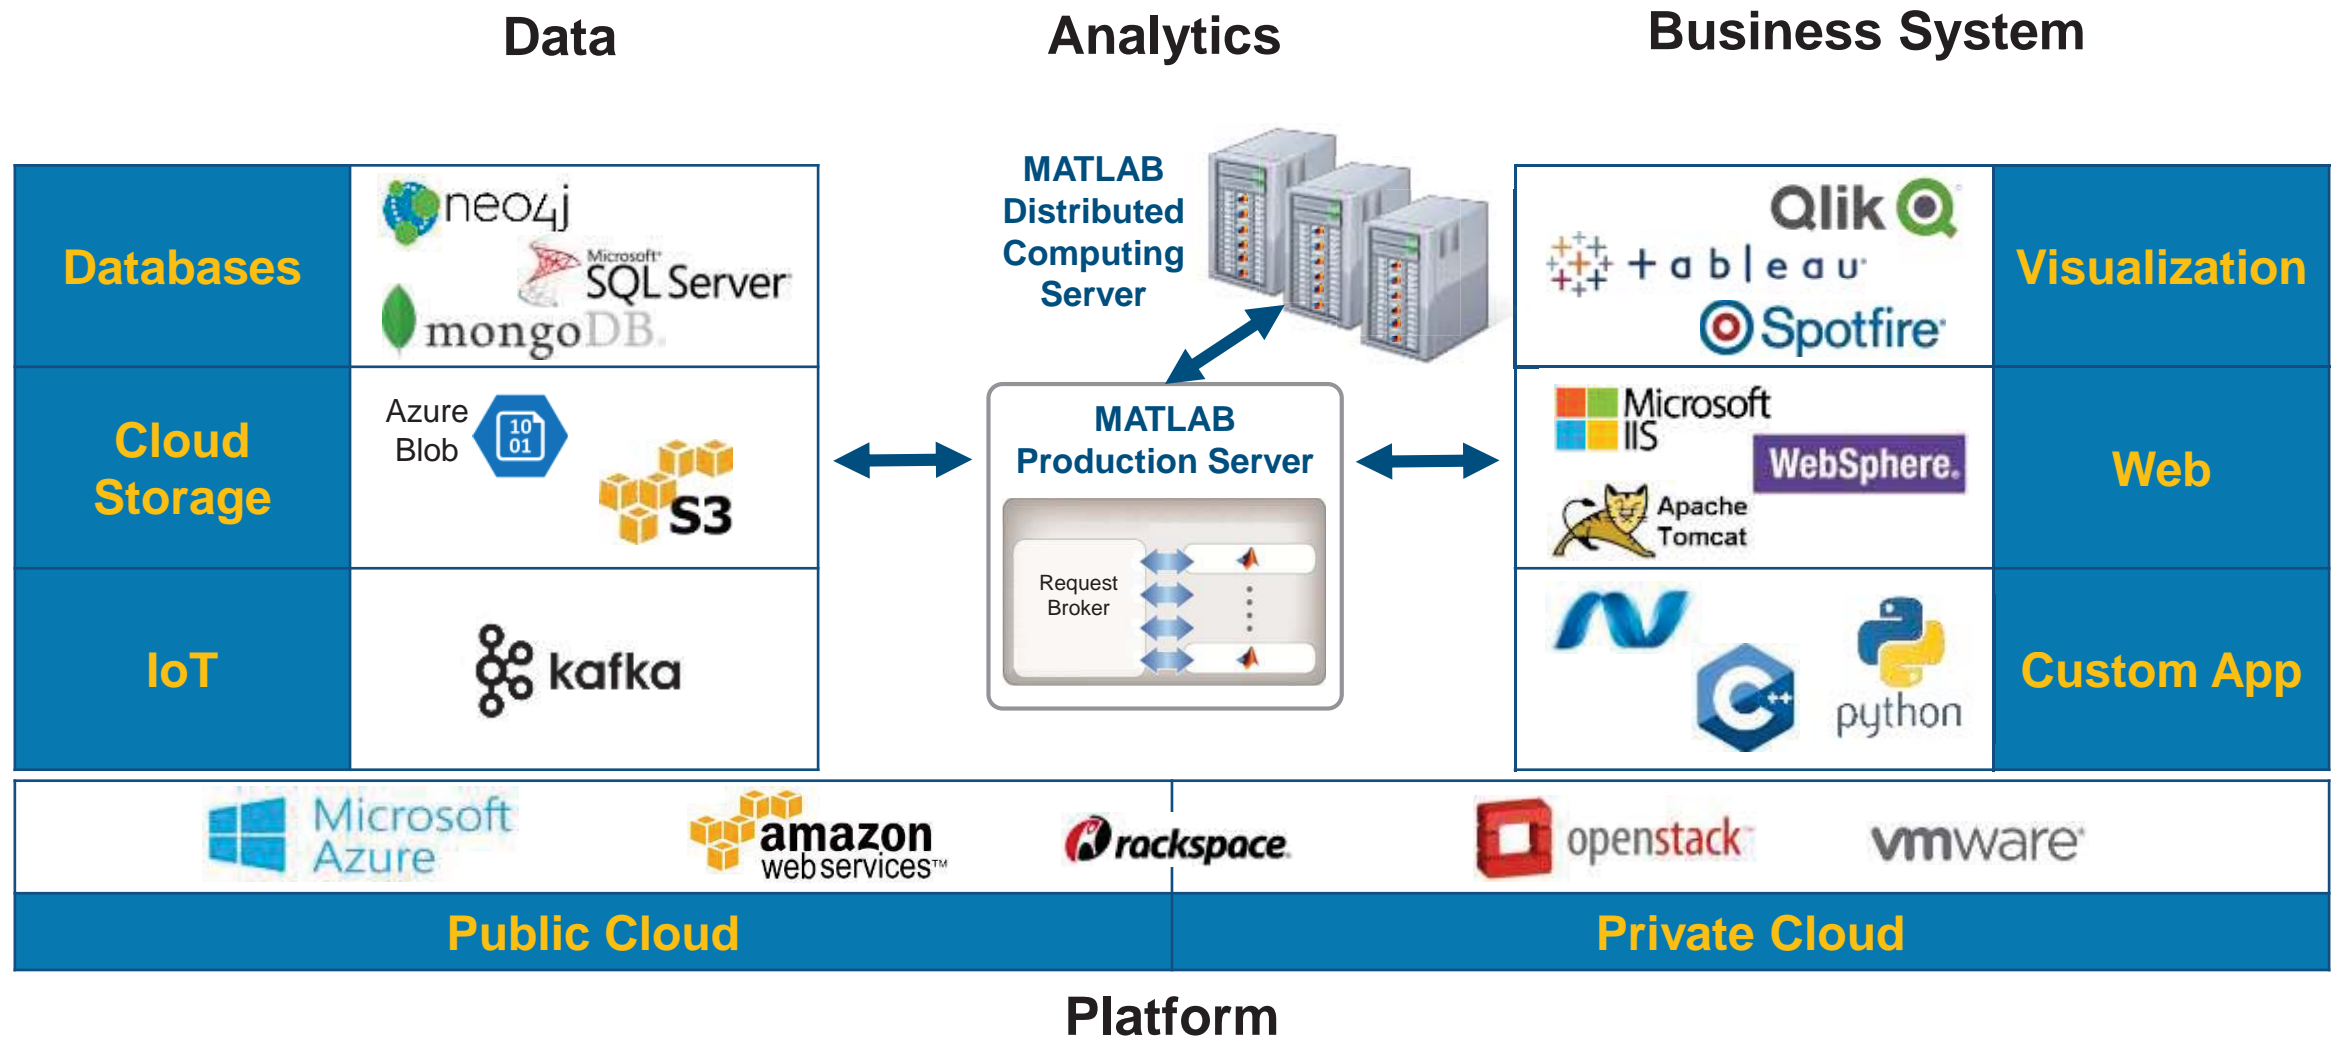 Data
Analytics
Business System
Databases
neo4j
Microsoft
SQL Server
mongoDB
Cloud
Storage
Azure
Blob
10
01
S3
IoT
kafka
MATLAB
Distributed
Computing
Server
MATLAB
Production Server
Request
Broker
Qlik
+ableau
Spotfire
Visualization
Microsoft
IIS
WebSphere.
Apache
Tomcat
Web
C++
python
Custom App
Microsoft
Azure
amazon
web services™
rackspace.
openstack
vmware
Public Cloud
Private Cloud
Platform